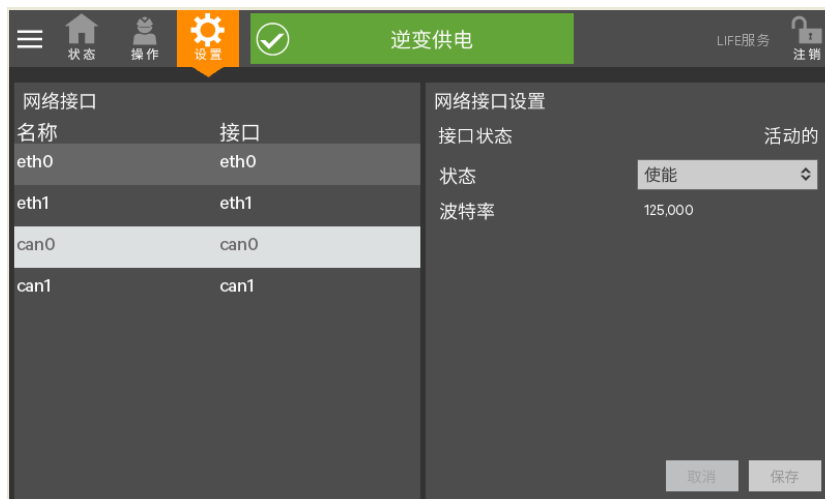 状态 操作 设置 逆变供电 LIFE服务 注销
网络接口
名称 接口
eth0 eth0
eth1 eth1
can0 can0
can1 can1
网络接口设置
接口状态 活动的
状态 使能
波特率 125,000
取消 保存